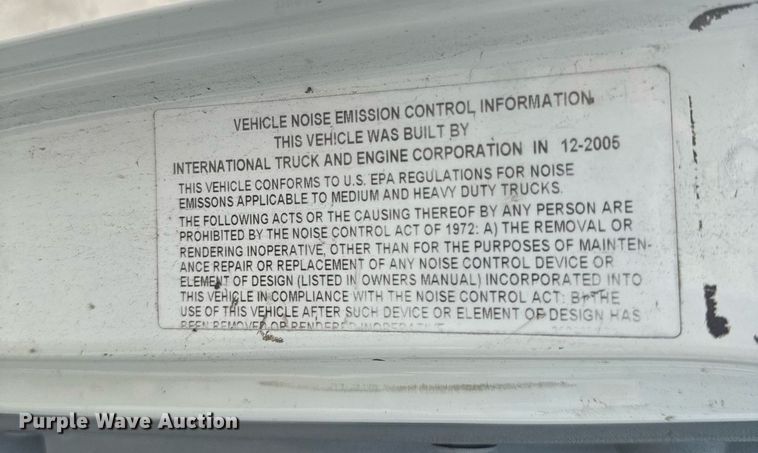 VEHICLE NOISE EMISSION CONTROL INFORMATION
THIS VEHICLE WAS BUILT BY
INTERNATIONAL TRUCK AND ENGINE CORPORATION IN 12-2005
THIS VEHICLE CONFORMS TO U.S. EPA REGULATIONS FOR NOISE
EMISSONS APPLICABLE TO MEDIUM AND HEAVY DUTY TRUCKS.
THE FOLLOWING ACTS OR THE CAUSING THEREOF BY ANY PERSON ARE
PROHIBITED BY THE NOISE CONTROL ACT OF 1972: A) THE REMOVAL OR
RENDERING INOPERATIVE, OTHER THAN FOR THE PURPOSES OF MAINTEN-
ANCE REPAIR OR REPLACEMENT OF ANY NOISE CONTROL DEVICE OR
ELEMENT OF DESIGN (LISTED IN OWNERS MANUAL) INCORPORATED INTO
THIS VEHICLE IN COMPLIANCE WITH THE NOISE CONTROL ACT: B) THE
USE OF THIS VEHICLE AFTER SUCH DEVICE OR ELEMENT OF DESIGN HAS
BEEN REMOVED OR RENDERED INOPERATIVE
Purple Wave Auction